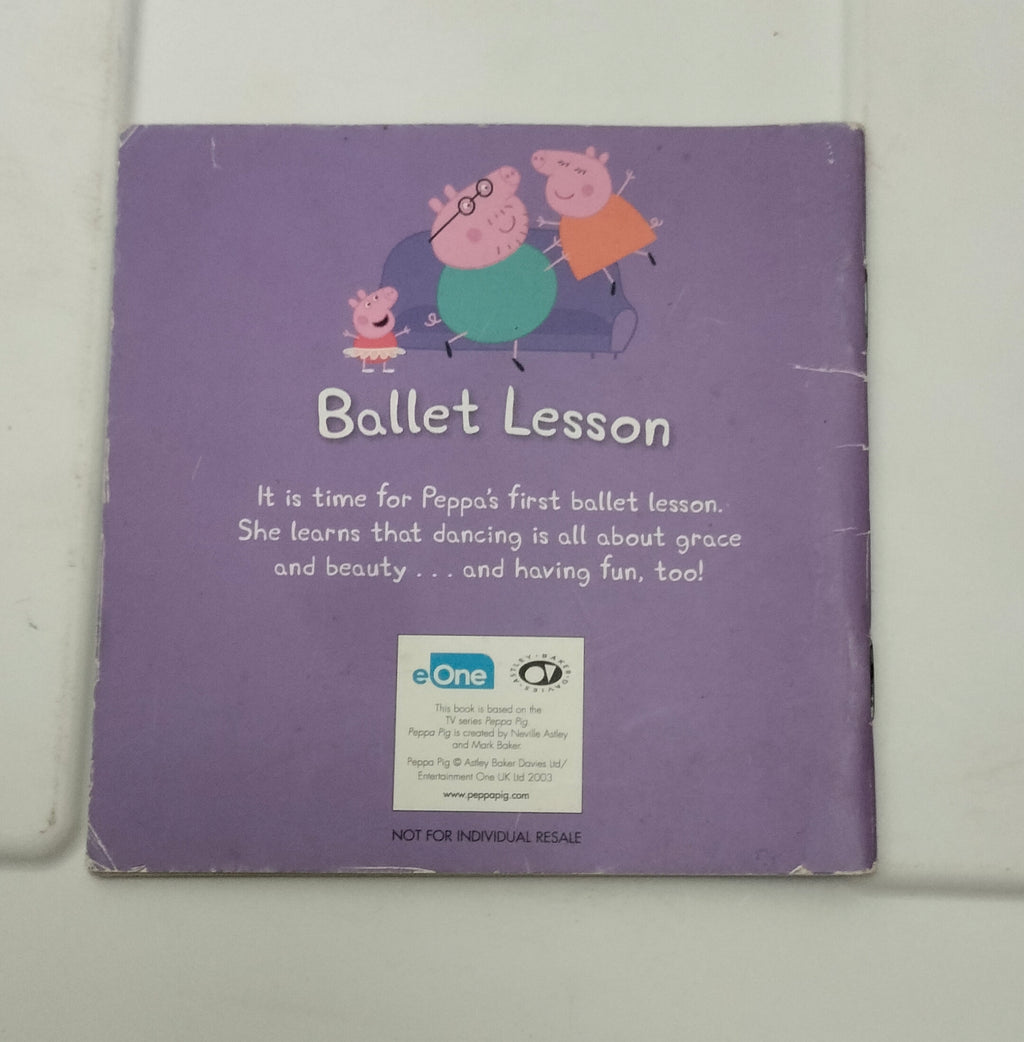 Ballet Lesson
It is time for Peppa's first ballet lesson.
She learns that dancing is all about grace
and beauty . . . and having fun, too!
eOne
ASTLEY · BAKER · DAVIES ·
This book is based on the
TV series Peppa Pig.
Peppa Pig is created by Neville Astley
and Mark Baker.
Peppa Pig © Astley Baker Davies Ltd/
Entertainment One UK Ltd 2003
www.peppapig.com
NOT FOR INDIVIDUAL RESALE